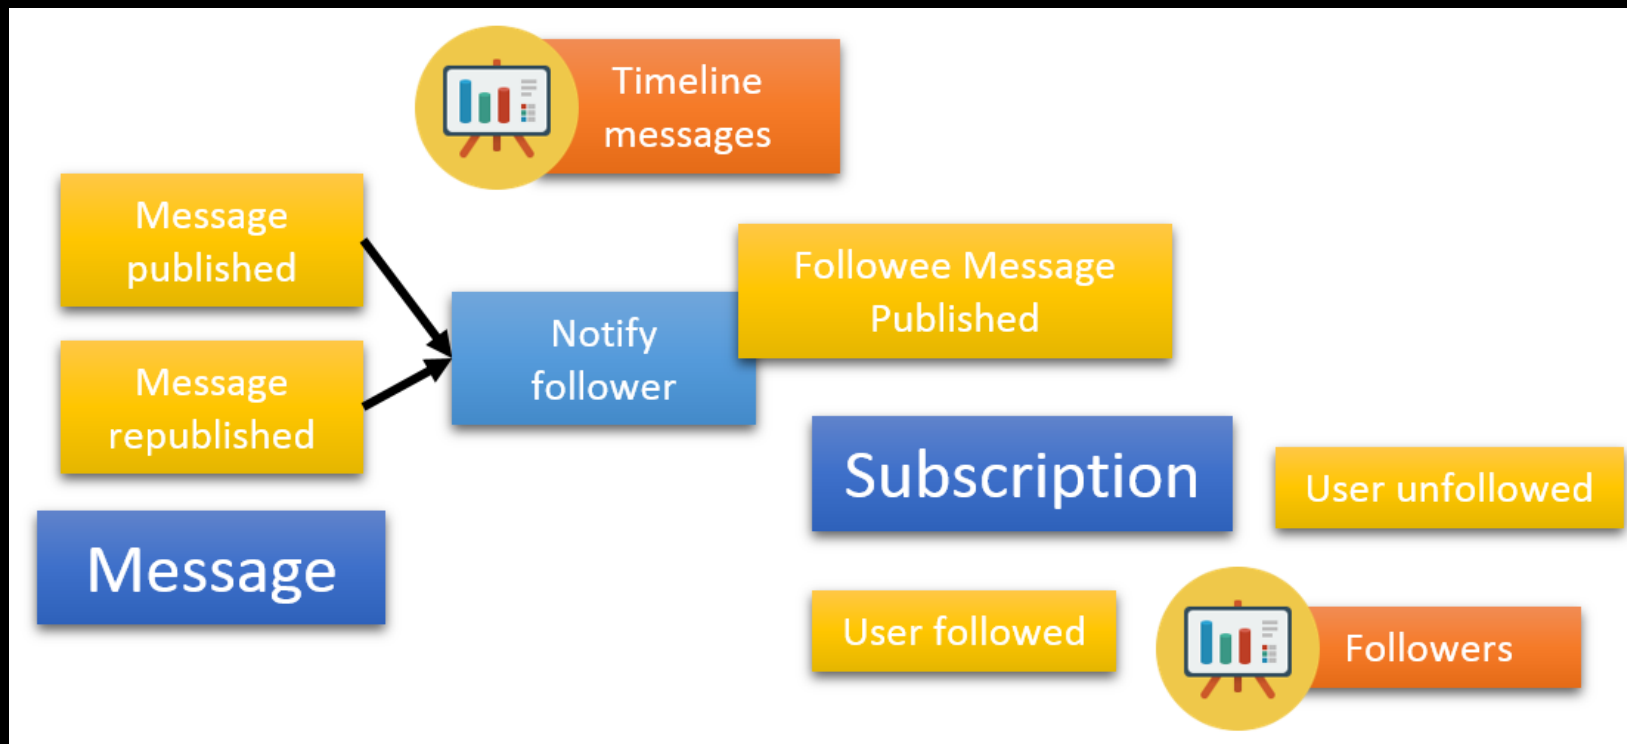 Timeline
messages
Message
published
Followee Message
Published
Notify
follower
Message
republished
Subscription
User unfollowed
Message
User followed
Followers